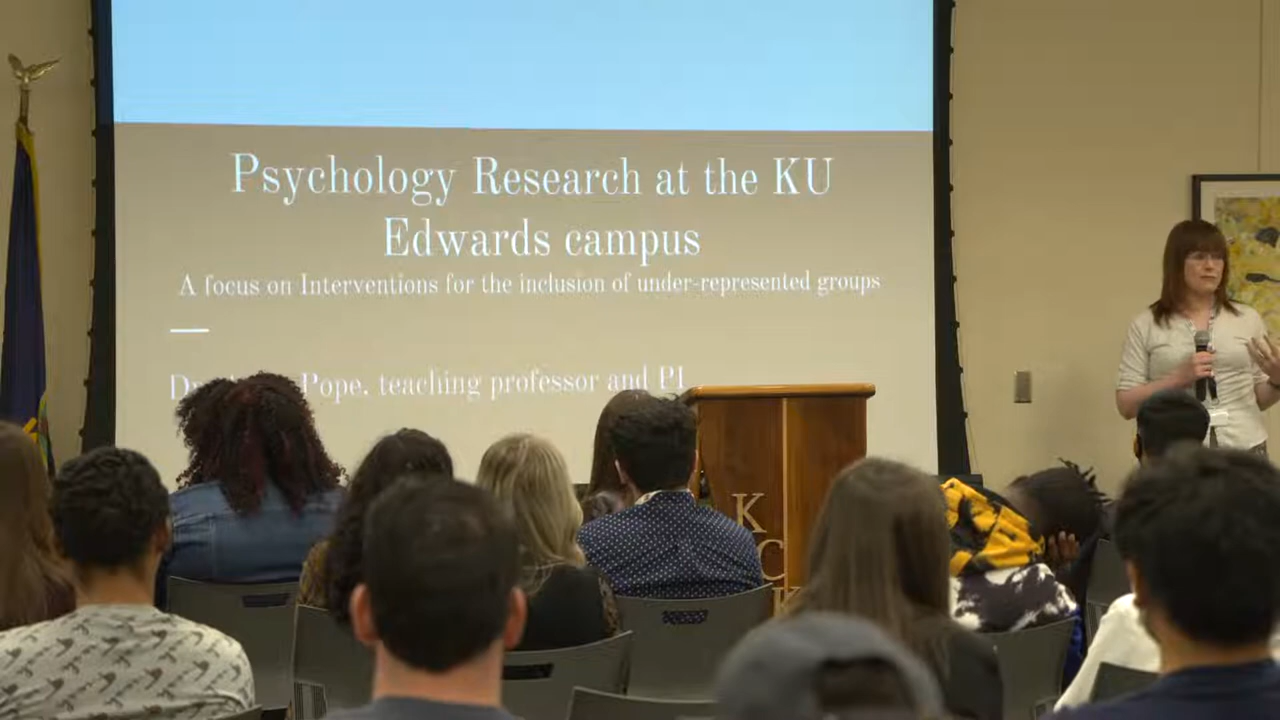 Psychology Research at the KU
Edwards campus
A focus on Interventions for the inclusion of under-represented groups
Pope, teaching professor and PI
K
C